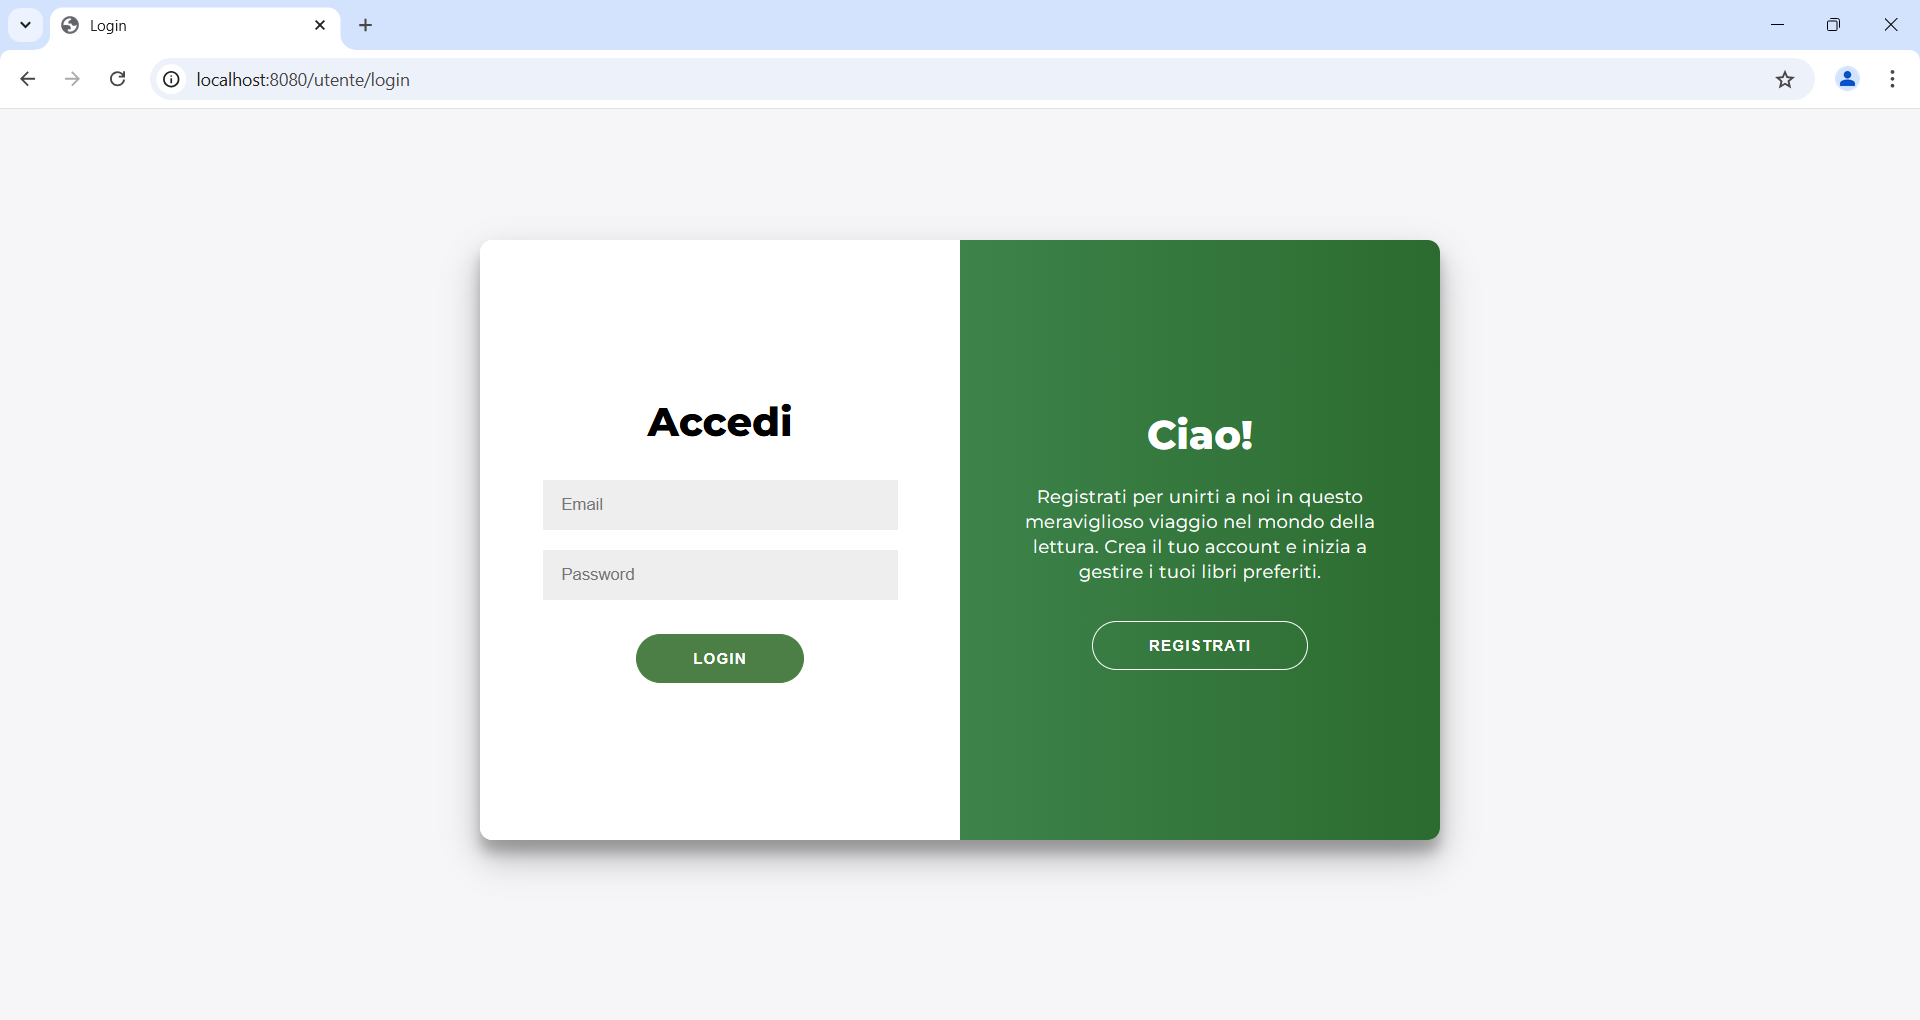 Login
localhost:8080/utente/login
Accedi
Email
Password
LOGIN
Ciao!
Registrati per unirti a noi in questo
meraviglioso viaggio nel mondo della
lettura. Crea il tuo account e inizia a
gestire i tuoi libri preferiti.
REGISTRATI